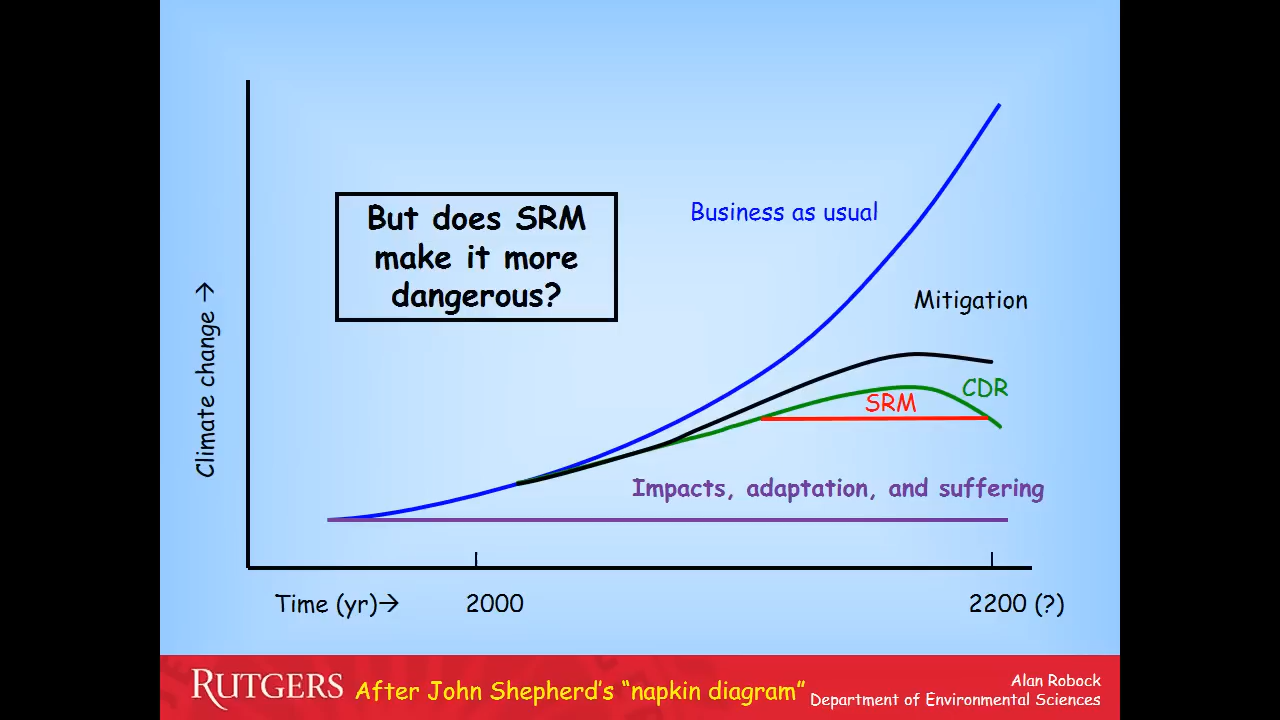 But does SRM
make it more
dangerous?
Business as usual
Mitigation
CDR
SRM
Climate change →
Impacts, adaptation, and suffering
Time (yr)→
2000
2200 (?)
RUTGERS
After John Shepherd's “napkin diagram”
Alan Robock
Department of Environmental Sciences